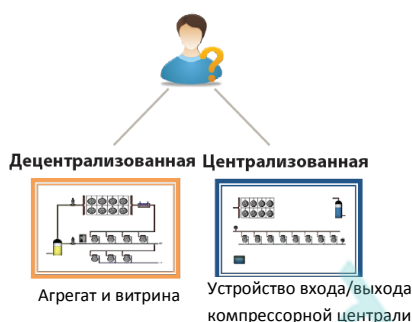 Децентрализованная Централизованная
Агрегат и витрина
Устройство входа/выхода
компрессорной централи